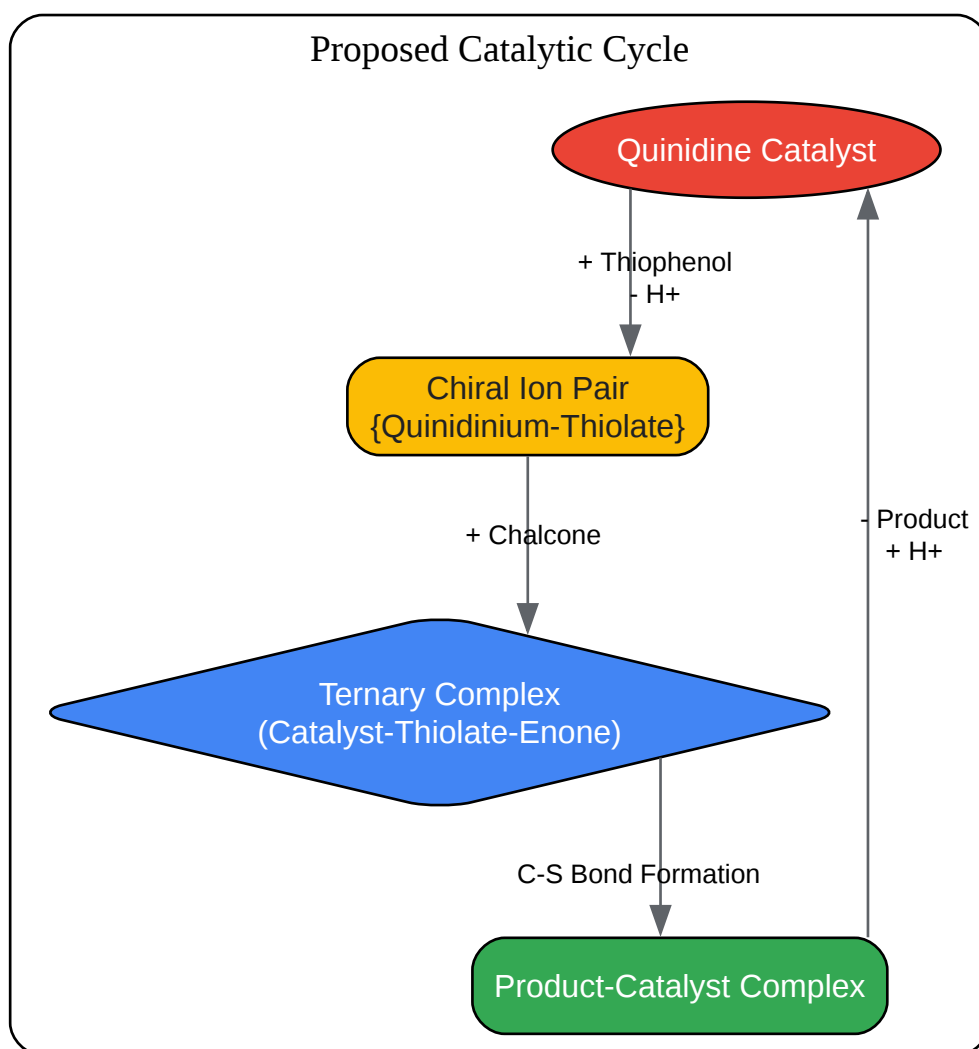 Proposed Catalytic Cycle
Quinidine Catalyst
+ Thiophenol
- H+
Chiral Ion Pair
{Quinidinium-Thiolate}
+ Chalcone
- Product
+ H+
Ternary Complex
(Catalyst-Thiolate-Enone)
C-S Bond Formation
Product-Catalyst Complex